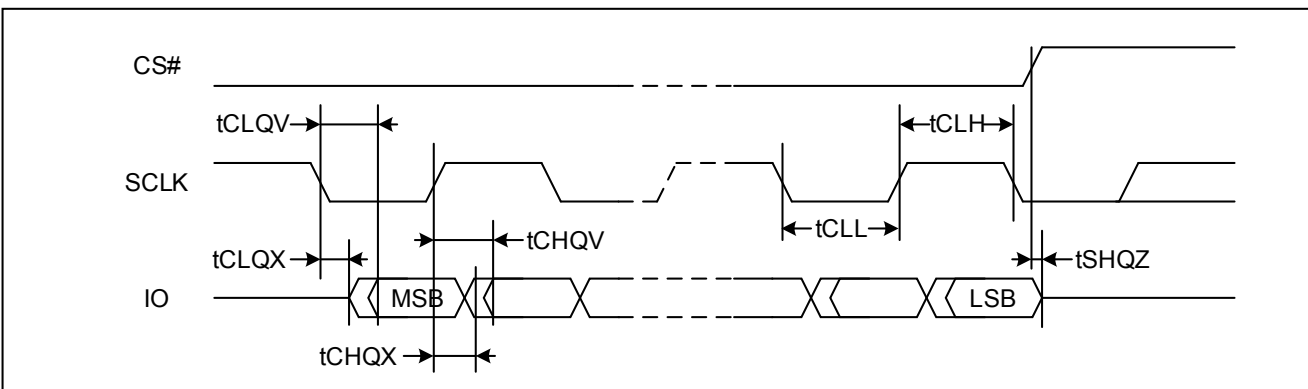 CS#
tCLQV
tCLH
SCLK
tCLL
tCHQV
tCLQX
tSHQZ
IO
MSB
LSB
tCHQX